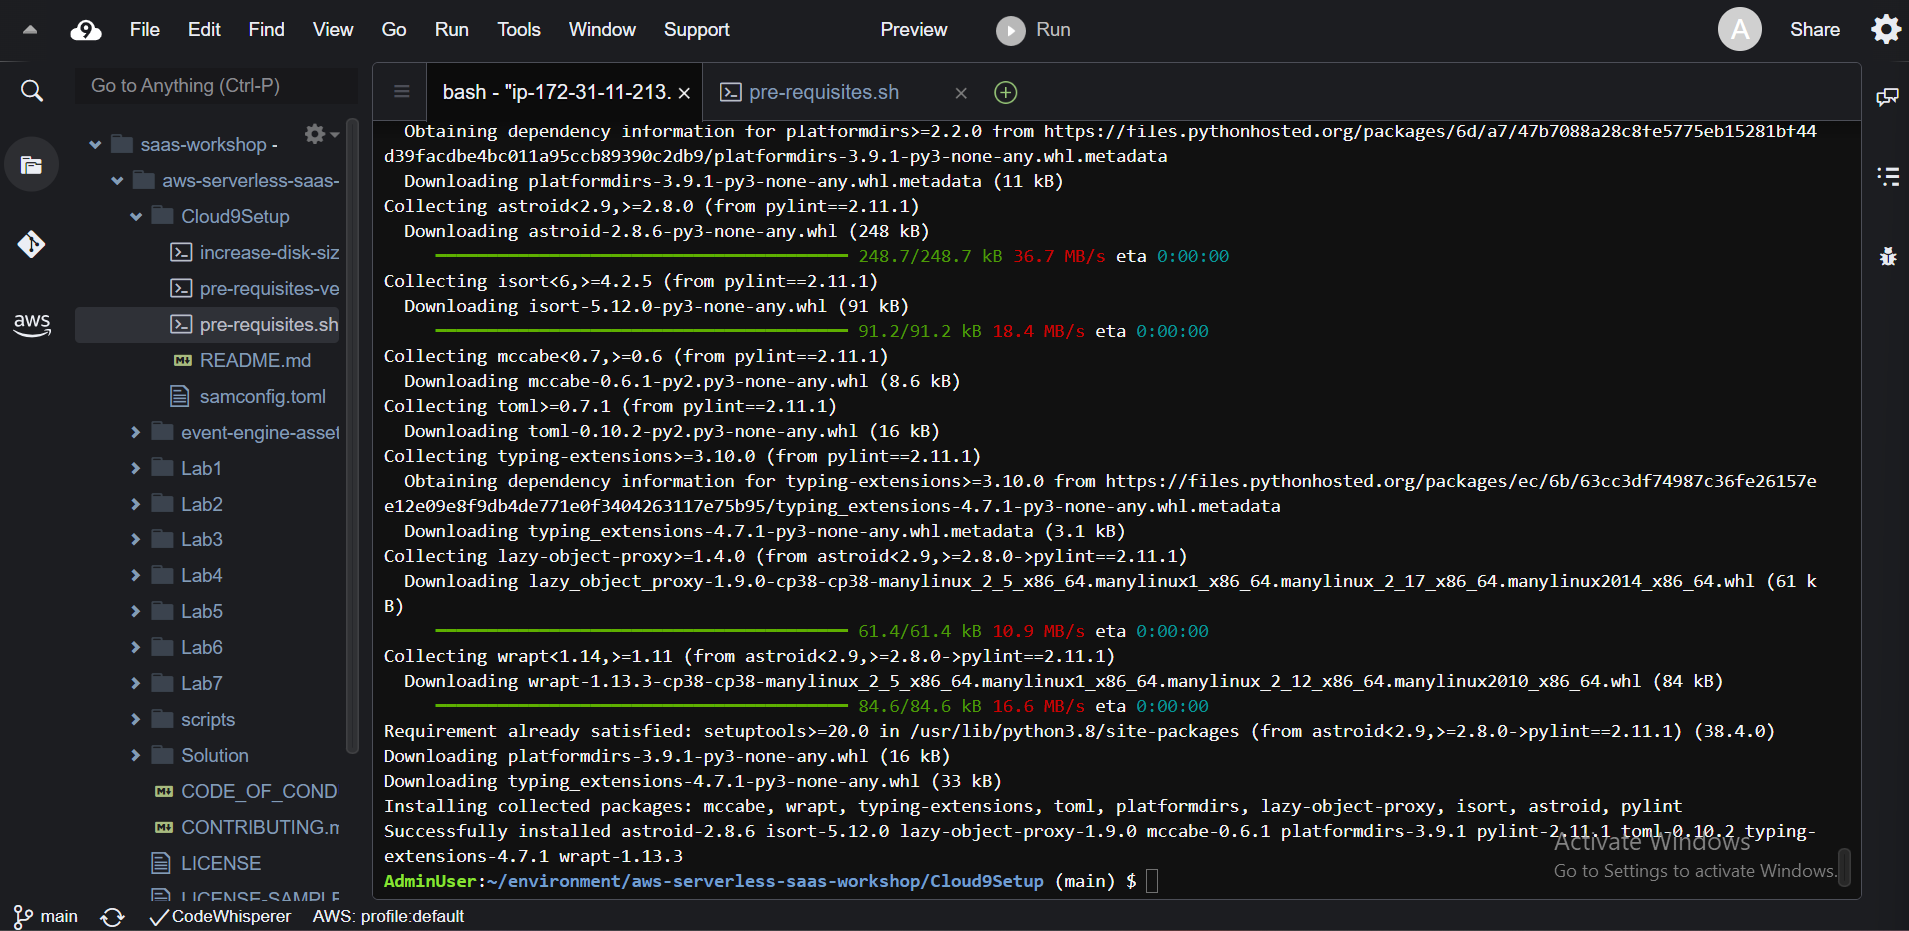 File Edit Find View Go Run Tools Window Support Preview Run A Share
Go to Anything (Ctrl-P)
bash - "ip-172-31-11-213. × pre-requisites.sh ×
saas-workshop -
aws-serverless-saas-
Cloud9Setup
increase-disk-siz
pre-requisites-ve
pre-requisites.sh
README.md
samconfig.toml
event-engine-asset
Lab1
Lab2
Lab3
Lab4
Lab5
Lab6
Lab7
scripts
Solution
CODE_OF_COND
CONTRIBUTING.m
LICENSE
LICENSE-SAMPLE
aws
Obtaining dependency information for platformdirs>=2.2.0 from https://files.pythonhosted.org/packages/6d/a7/47b7088a28c8fe5775eb15281bf44
d39facdbe4bc011a95ccb89390c2db9/platformdirs-3.9.1-py3-none-any.whl.metadata
Downloading platformdirs-3.9.1-py3-none-any.whl.metadata (11 kB)
Collecting astroid<2.9,>=2.8.0 (from pylint==2.11.1)
Downloading astroid-2.8.6-py3-none-any.whl (248 kB)
248.7/248.7 kB 36.7 MB/s eta 0:00:00
Collecting isort<6,>=4.2.5 (from pylint==2.11.1)
Downloading isort-5.12.0-py3-none-any.whl (91 kB)
91.2/91.2 kB 18.4 MB/s eta 0:00:00
Collecting mccabe<0.7,>=0.6 (from pylint==2.11.1)
Downloading mccabe-0.6.1-py2.py3-none-any.whl (8.6 kB)
Collecting toml>=0.7.1 (from pylint==2.11.1)
Downloading toml-0.10.2-py2.py3-none-any.whl (16 kB)
Collecting typing-extensions>=3.10.0 (from pylint==2.11.1)
Obtaining dependency information for typing-extensions>=3.10.0 from https://files.pythonhosted.org/packages/ec/6b/63cc3df74987c36fe26157e
e12e09e8f9db4de771e0f3404263117e75b95/typing_extensions-4.7.1-py3-none-any.whl.metadata
Downloading typing_extensions-4.7.1-py3-none-any.whl.metadata (3.1 kB)
Collecting lazy-object-proxy>=1.4.0 (from astroid<2.9,>=2.8.0->pylint==2.11.1)
Downloading lazy_object_proxy-1.9.0-cp38-cp38-manylinux_2_5_x86_64.manylinux1_x86_64.manylinux_2_17_x86_64.manylinux2014_x86_64.whl (61 k
B)
61.4/61.4 kB 10.9 MB/s eta 0:00:00
Collecting wrapt<1.14,>=1.11 (from astroid<2.9,>=2.8.0->pylint==2.11.1)
Downloading wrapt-1.13.3-cp38-cp38-manylinux_2_5_x86_64.manylinux1_x86_64.manylinux_2_12_x86_64.manylinux2010_x86_64.whl (84 kB)
84.6/84.6 kB 16.6 MB/s eta 0:00:00
Requirement already satisfied: setuptools>=20.0 in /usr/lib/python3.8/site-packages (from astroid<2.9,>=2.8.0->pylint==2.11.1) (38.4.0)
Downloading platformdirs-3.9.1-py3-none-any.whl (16 kB)
Downloading typing_extensions-4.7.1-py3-none-any.whl (33 kB)
Installing collected packages: mccabe, wrapt, typing-extensions, toml, platformdirs, lazy-object-proxy, isort, astroid, pylint
Successfully installed astroid-2.8.6 isort-5.12.0 lazy-object-proxy-1.9.0 mccabe-0.6.1 platformdirs-3.9.1 pylint-2.11.1 toml-0.10.2 typing-
extensions-4.7.1 wrapt-1.13.3
AdminUser:~/environment/aws-serverless-saas-workshop/Cloud9Setup (main) $
Activate Windows
Go to Settings to activate Windows.
main CodeWhisperer AWS: profile:default